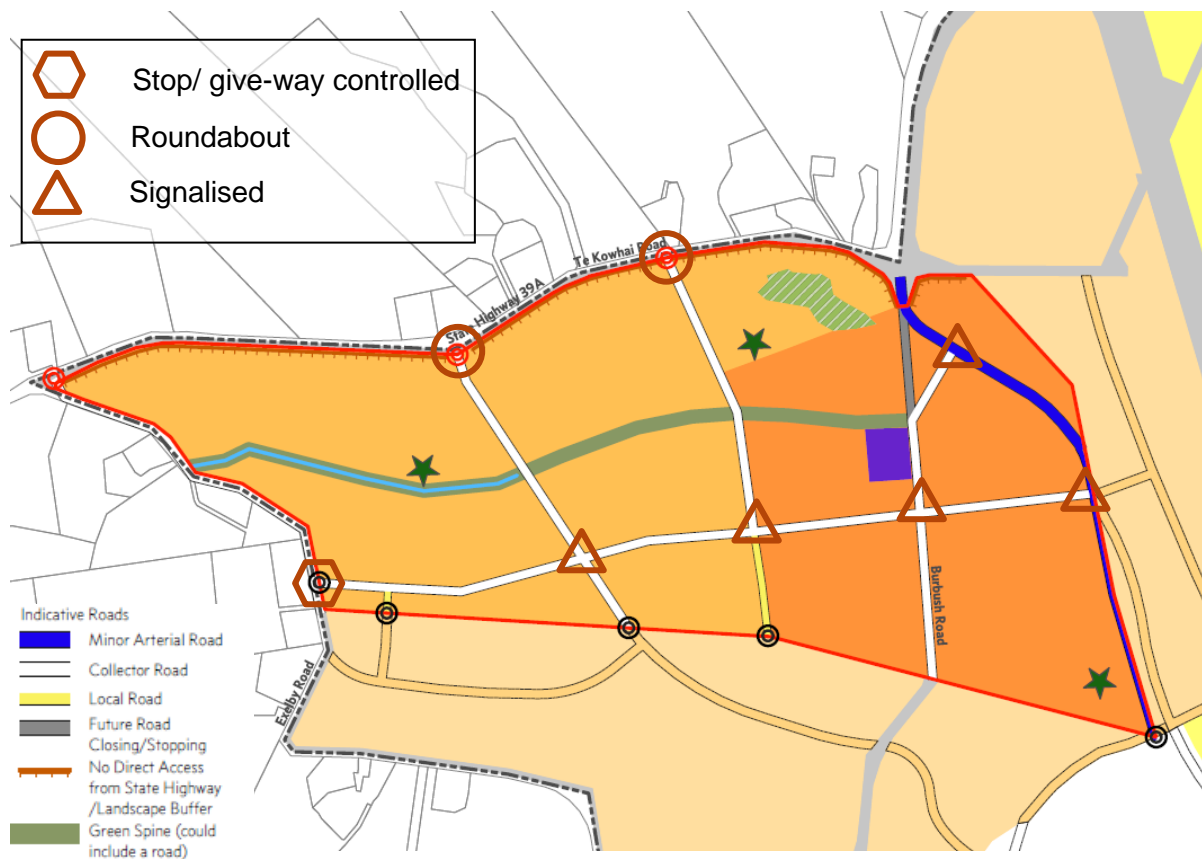 Stop/ give-way controlled
Roundabout
Signalised
Te Kowhai Road
State Highway 39A
Burbush Road
Exelby Road
Indicative Roads
Minor Arterial Road
Collector Road
Local Road
Future Road
Closing/Stopping
No Direct Access
from State Highway
/Landscape Buffer
Green Spine (could
include a road)